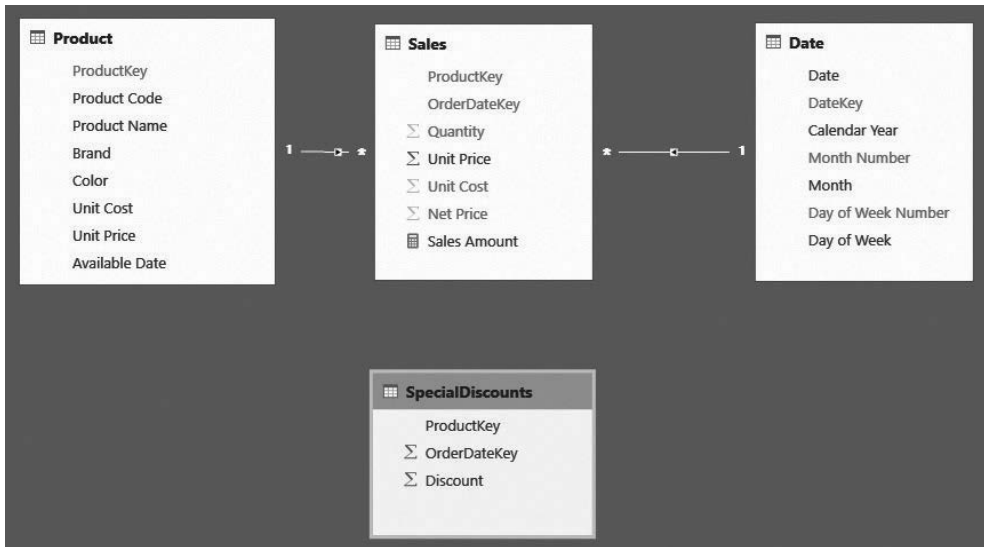 Product
ProductKey
Product Code
Product Name
Brand
Color
Unit Cost
Unit Price
Available Date
1
*
Sales
ProductKey
OrderDateKey
Σ Quantity
Σ Unit Price
Σ Unit Cost
Σ Net Price
Sales Amount
*
1
Date
Date
DateKey
Calendar Year
Month Number
Month
Day of Week Number
Day of Week
SpecialDiscounts
ProductKey
Σ OrderDateKey
Σ Discount